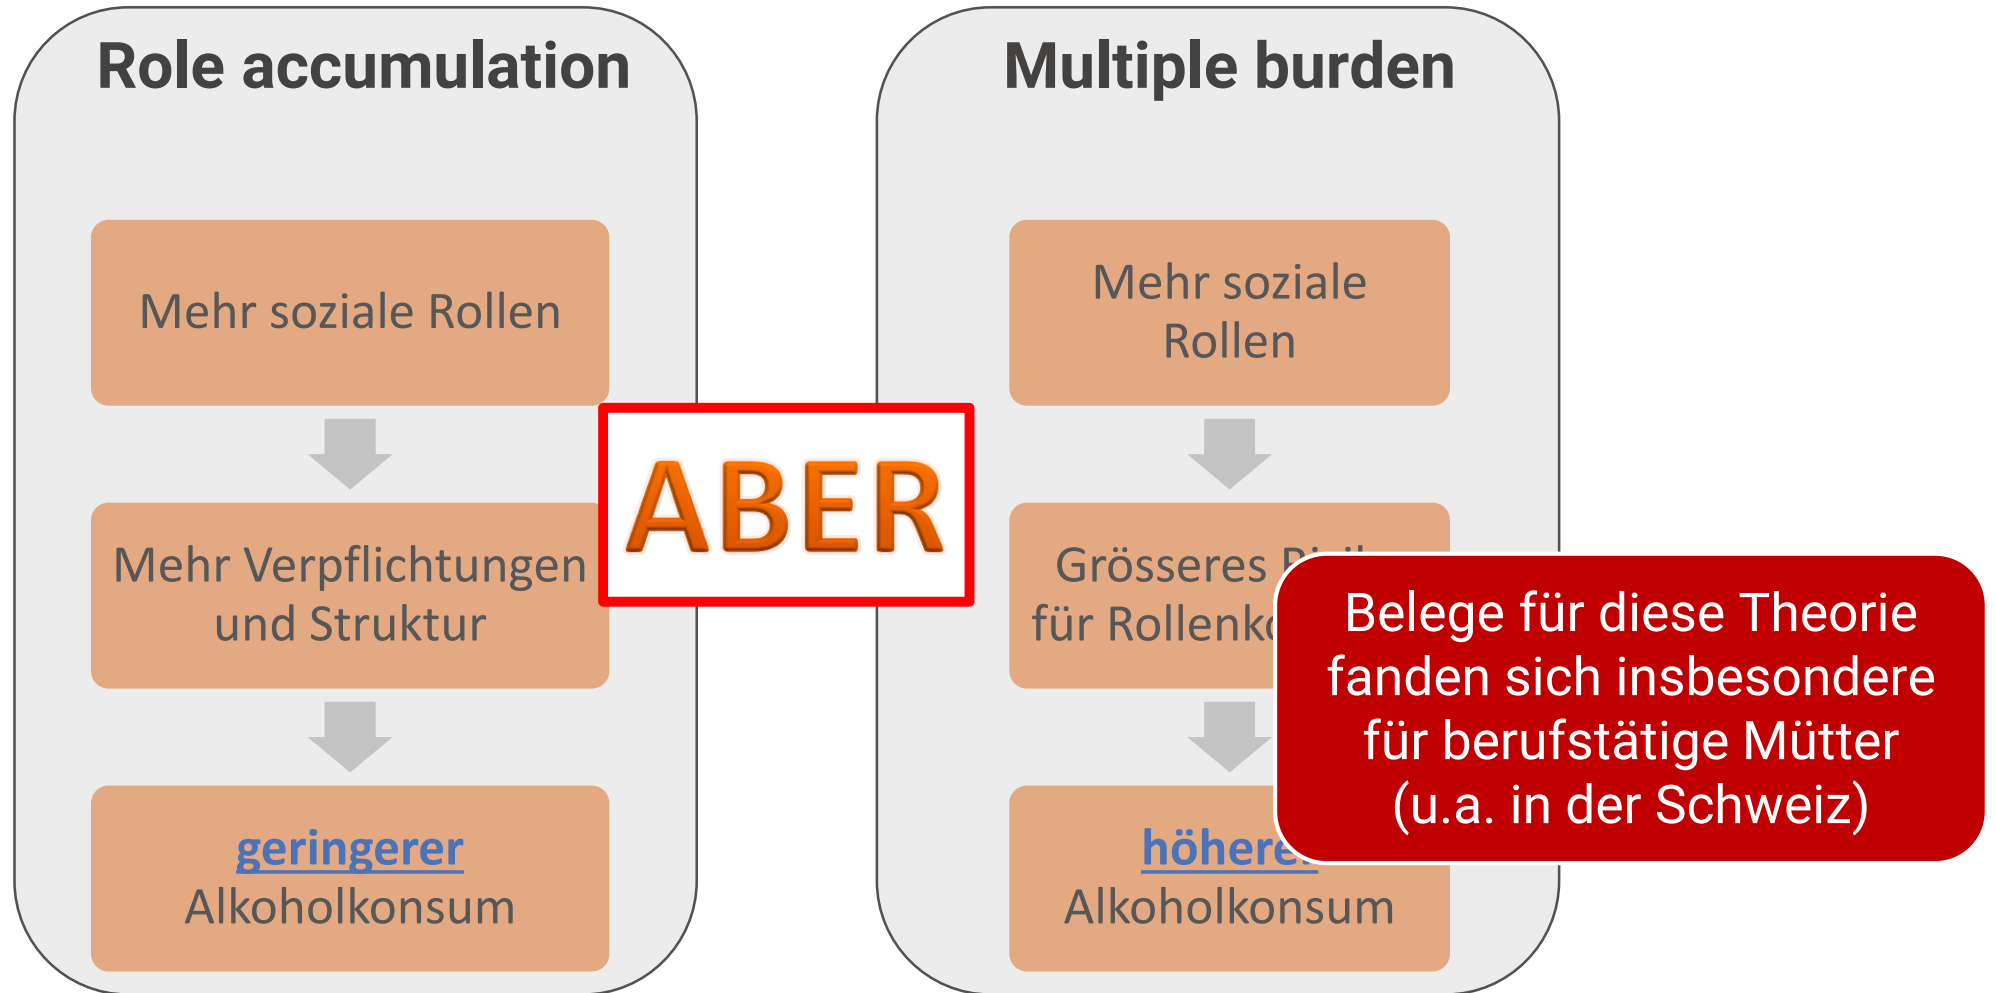 Role accumulation
Mehr soziale Rollen
Mehr Verpflichtungen
und Struktur
geringerer
Alkoholkonsum
ABER
Multiple burden
Mehr soziale
Rollen
Grösseres
für
Alkoholkonsum
Belege für diese Theorie
fanden sich insbesondere
für berufstätige Mütter
(u.a. in der Schweiz)